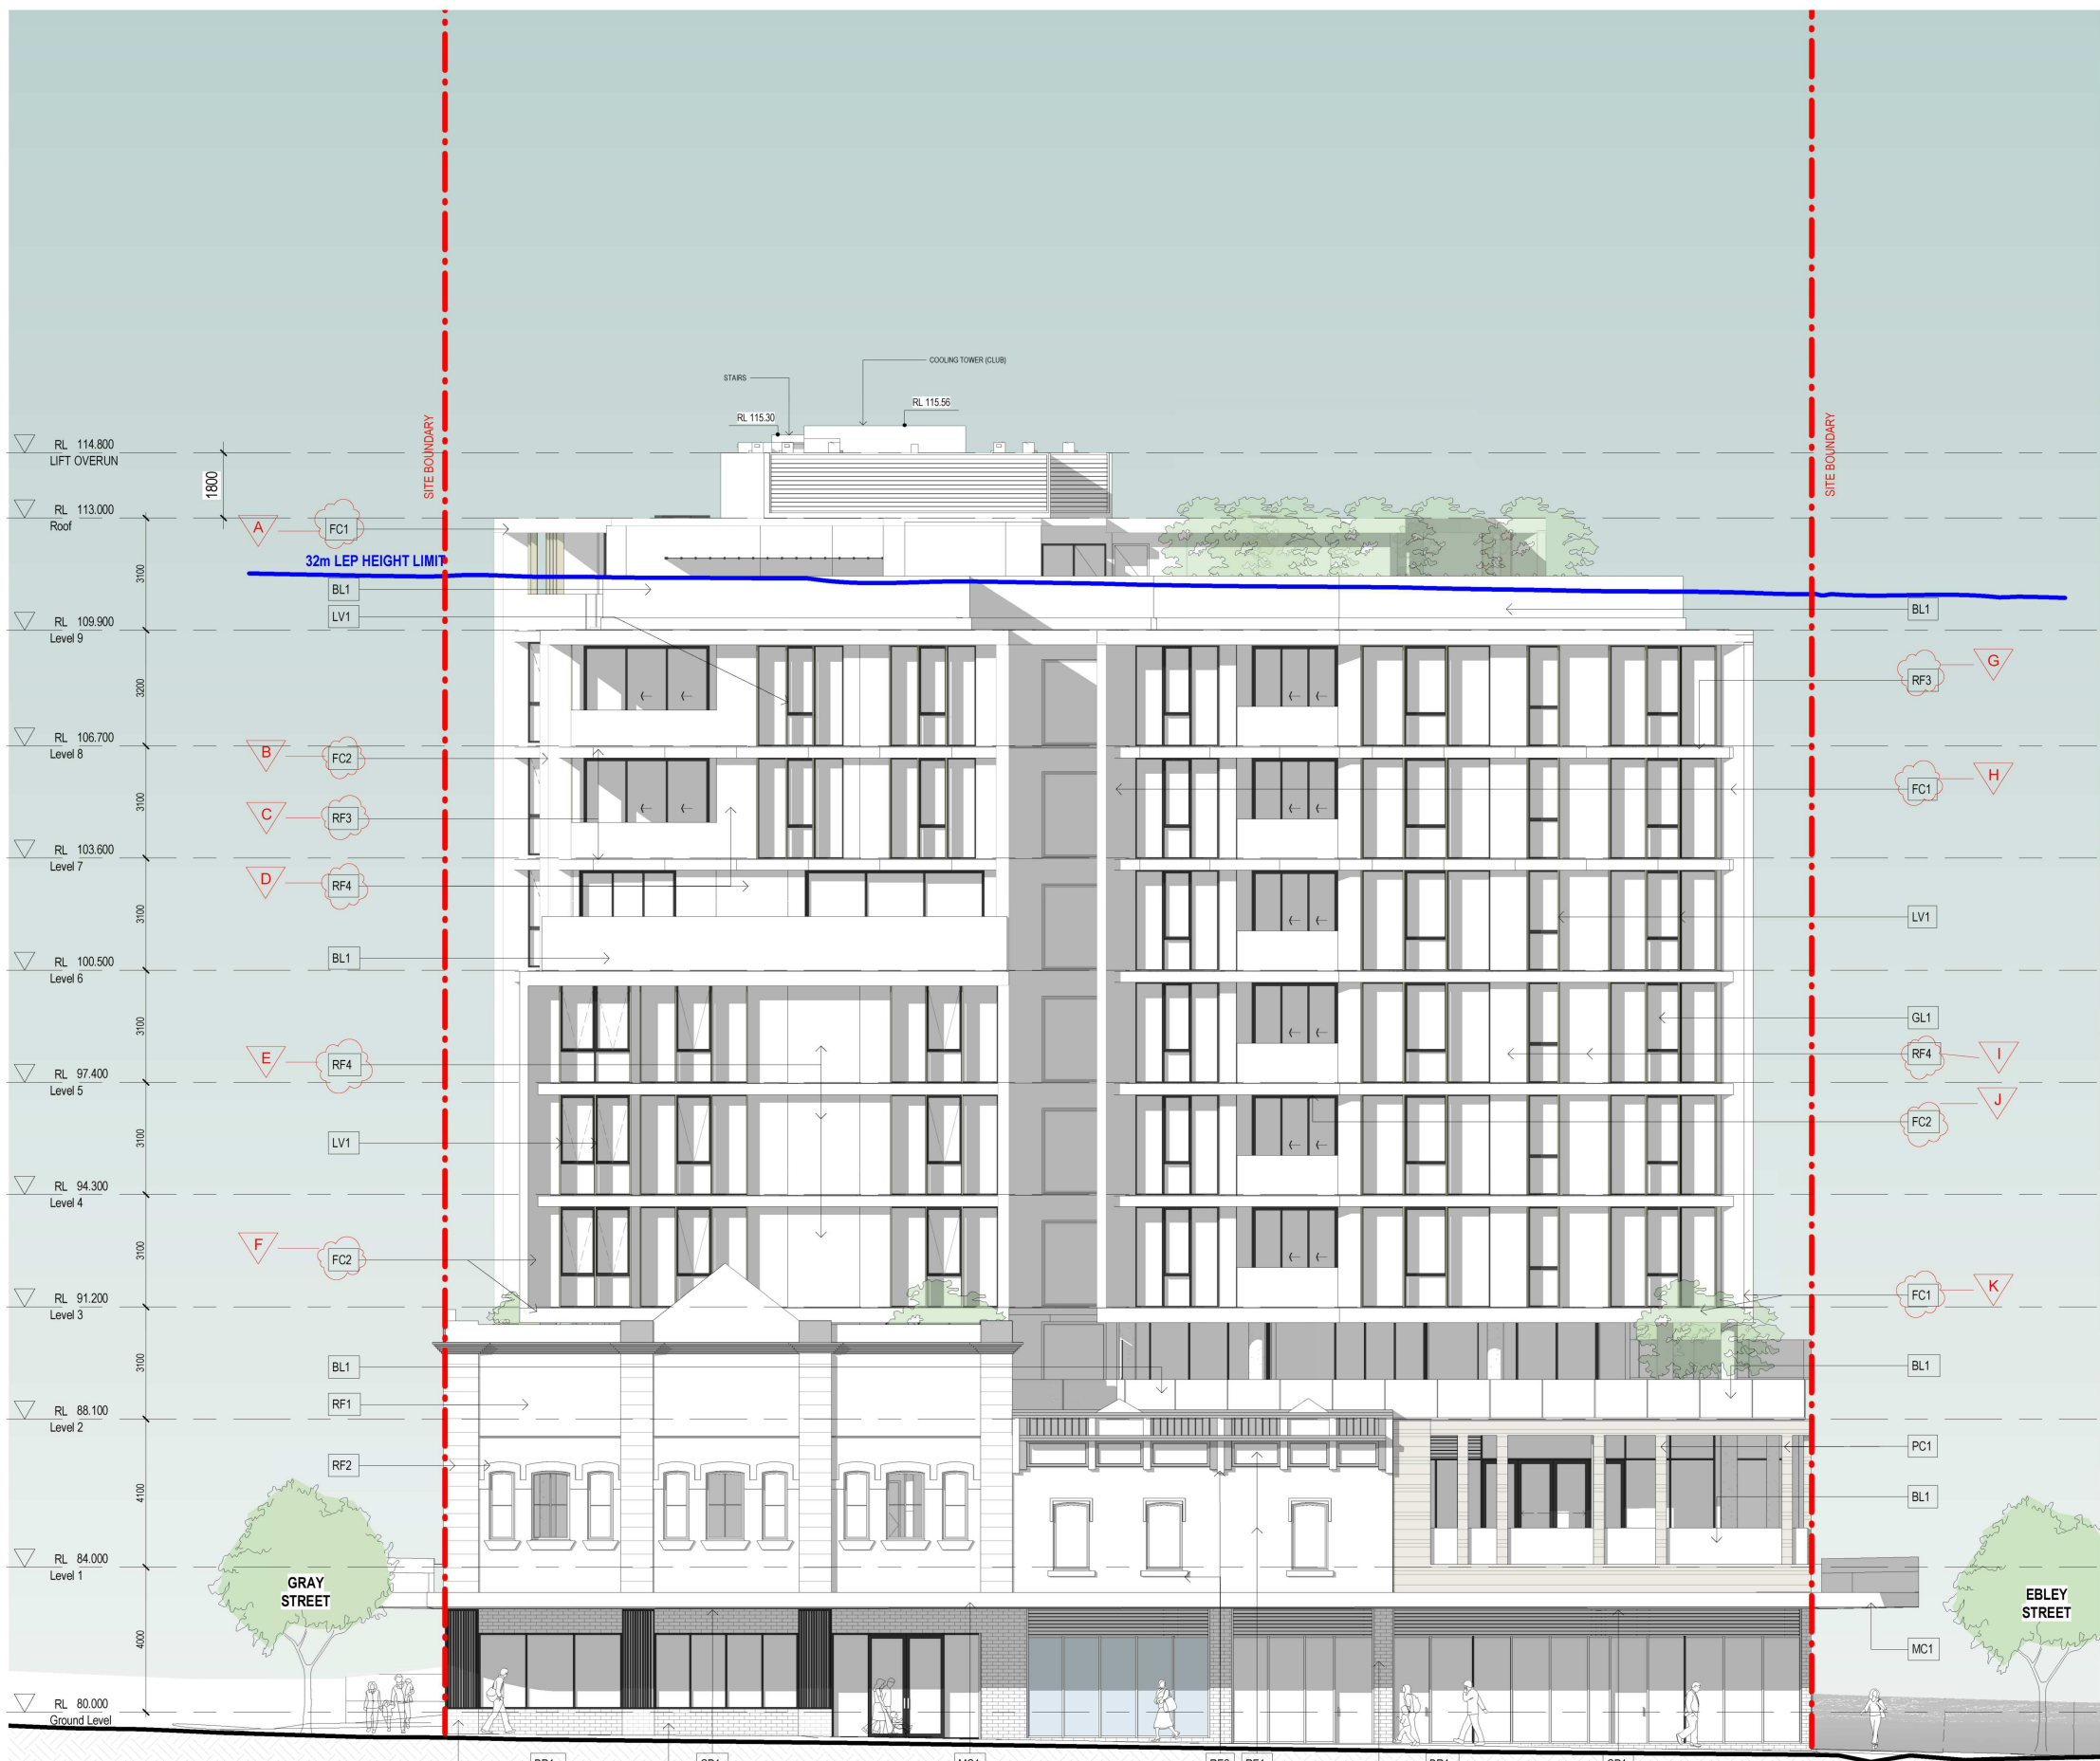 COOLING TOWER (CLUB)
STAIRS
RL 115.56
RL 115.30
RL 114.800
LIFT OVERUN
1800
SITE BOUNDARY
SITE BOUNDARY
RL 113.000
Roof
A
FC1
32m LEP HEIGHT LIMIT
3100
BL1
LV1
BL1
RL 109.900
Level 9
G
RF3
3200
RL 106.700
Level 8
B
FC2
H
FC1
3100
C
RF3
RL 103.600
Level 7
D
RF4
3100
LV1
BL1
RL 100.500
Level 6
3100
GL1
E
RF4
RF4
I
RL 97.400
Level 5
J
FC2
3100
LV1
RL 94.300
Level 4
3100
F
FC2
K
FC1
RL 91.200
Level 3
3100
BL1
BL1
RF1
RL 88.100
Level 2
PC1
RF2
4100
BL1
RL 84.000
Level 1
GRAY
STREET
EBLEY
STREET
4000
MC1
RL 80.000
Ground Level